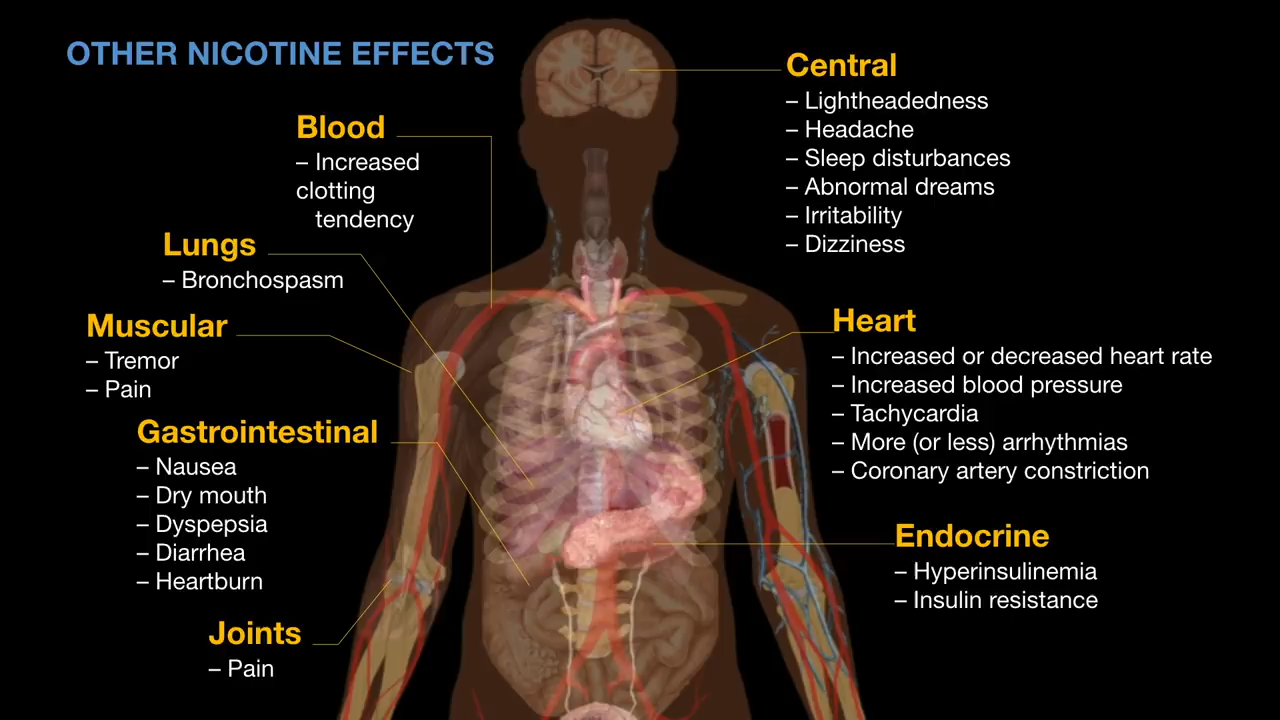 OTHER NICOTINE EFFECTS
Blood
– Increased
clotting
tendency
Lungs
– Bronchospasm
Muscular
– Tremor
– Pain
Gastrointestinal
– Nausea
– Dry mouth
– Dyspepsia
– Diarrhea
– Heartburn
Joints
– Pain
Central
– Lightheadedness
– Headache
– Sleep disturbances
– Abnormal dreams
– Irritability
– Dizziness
Heart
– Increased or decreased heart rate
– Increased blood pressure
– Tachycardia
– More (or less) arrhythmias
– Coronary artery constriction
Endocrine
– Hyperinsulinemia
– Insulin resistance